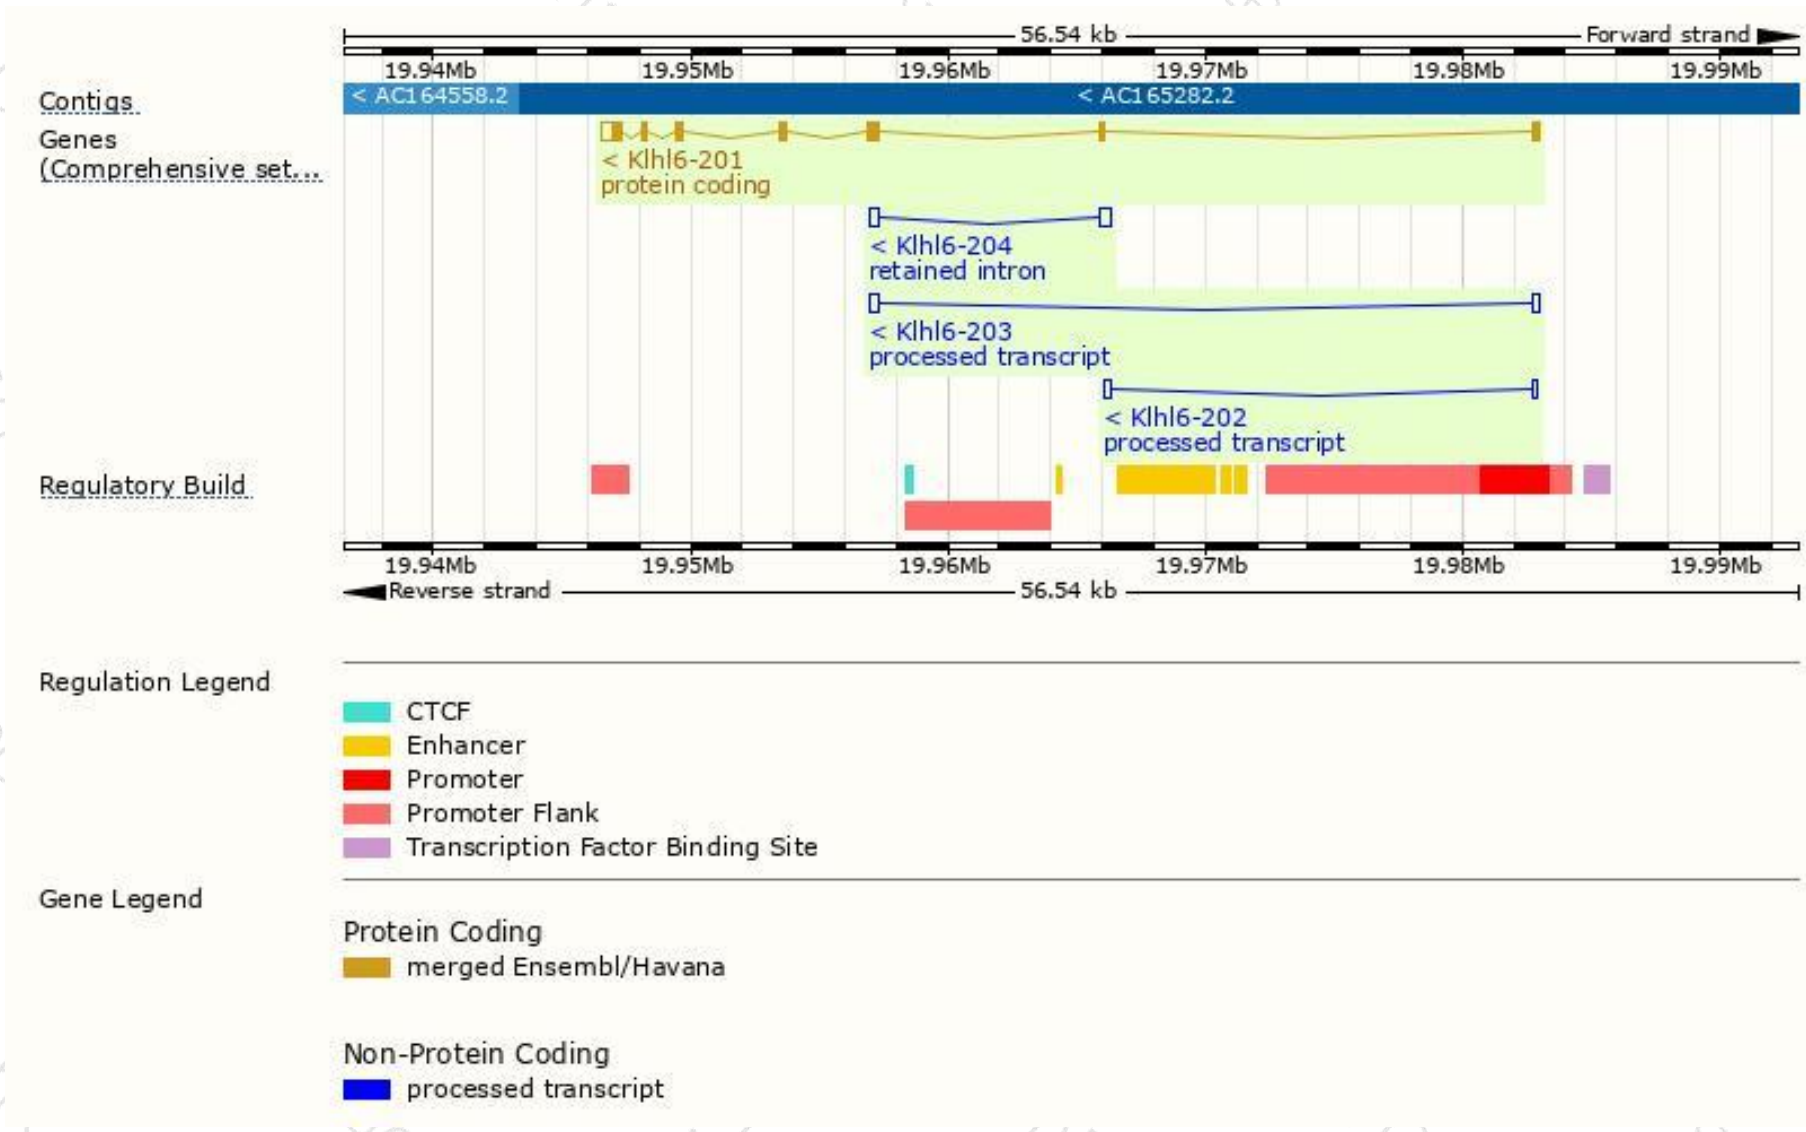 56.54 kb Forward strand
19.94Mb 19.95Mb 19.96Mb 19.97Mb 19.98Mb 19.99Mb
Contigs < AC164558.2 < AC165282.2
Genes
(Comprehensive set...
< Klhl6-201
protein coding
< Klhl6-204
retained intron
< Klhl6-203
processed transcript
< Klhl6-202
processed transcript
Regulatory Build
19.94Mb 19.95Mb 19.96Mb 19.97Mb 19.98Mb 19.99Mb
Reverse strand 56.54 kb
Regulation Legend
CTCF
Enhancer
Promoter
Promoter Flank
Transcription Factor Binding Site
Gene Legend
Protein Coding
merged Ensembl/Havana
Non-Protein Coding
processed transcript